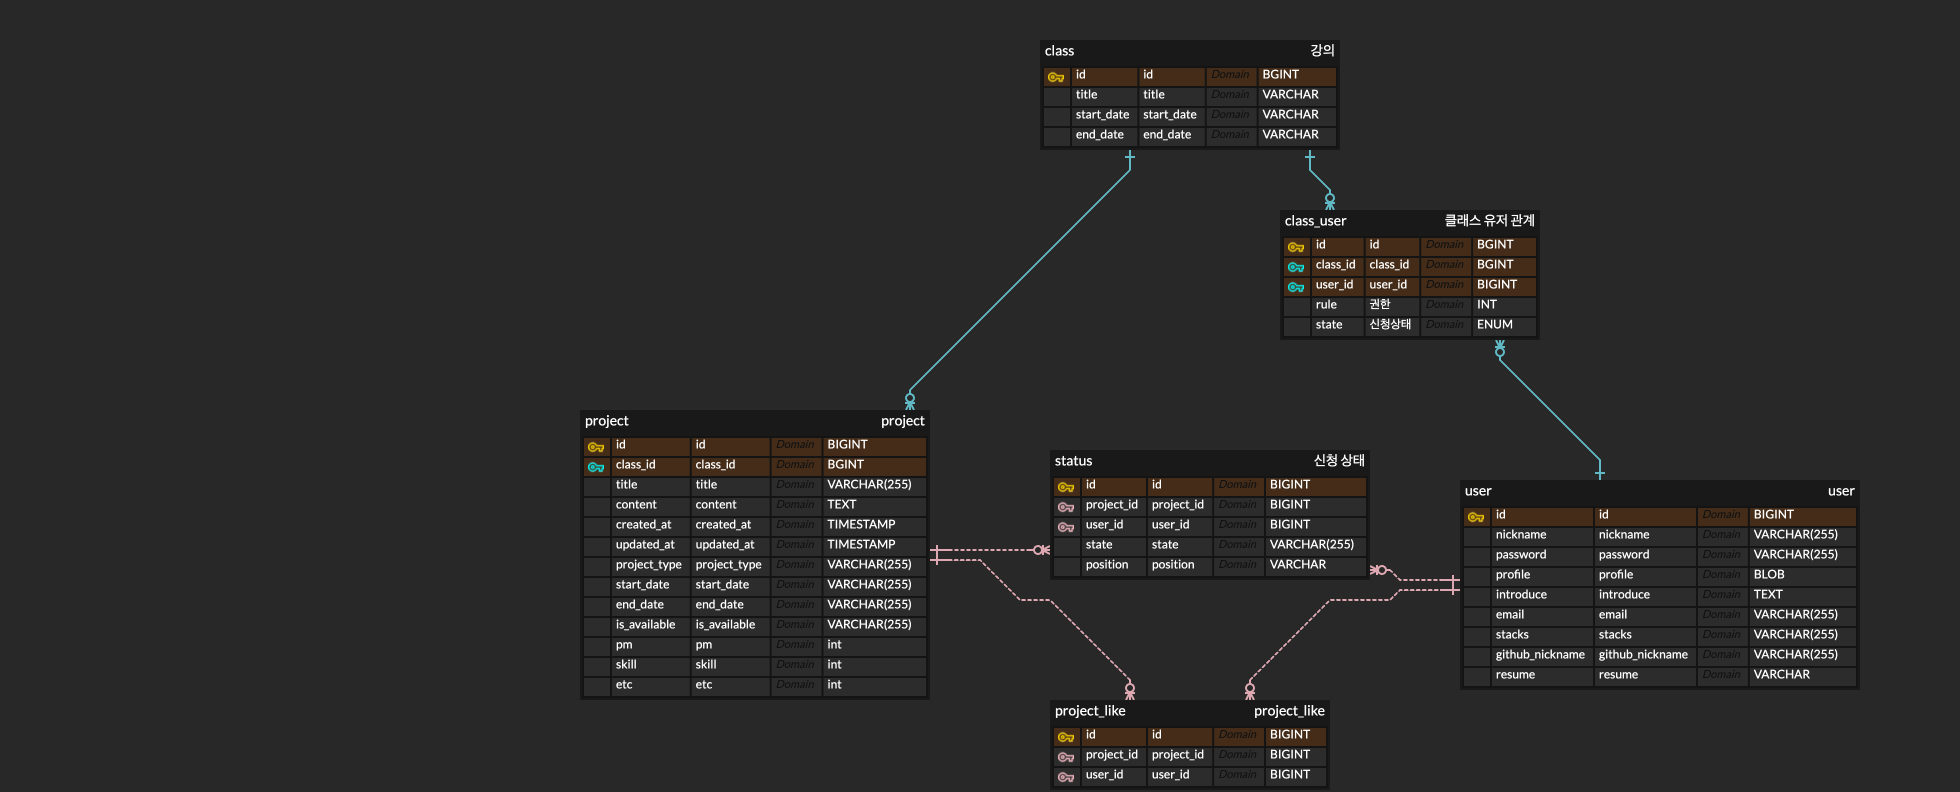 class 강의
id id Domain BGINT
title title Domain VARCHAR
start_date start_date Domain VARCHAR
end_date end_date Domain VARCHAR
class_user 클래스 유저 관계
id id Domain BGINT
class_id class_id Domain BGINT
user_id user_id Domain BIGINT
rule 권한 Domain INT
state 신청상태 Domain ENUM
project project
id id Domain BIGINT
class_id class_id Domain BGINT
title title Domain VARCHAR(255)
content content Domain TEXT
created_at created_at Domain TIMESTAMP
updated_at updated_at Domain TIMESTAMP
project_type project_type Domain VARCHAR(255)
start_date start_date Domain VARCHAR(255)
end_date end_date Domain VARCHAR(255)
is_available is_available Domain VARCHAR(255)
pm pm Domain int
skill skill Domain int
etc etc Domain int
status 신청 상태
id id Domain BIGINT
project_id project_id Domain BIGINT
user_id user_id Domain BIGINT
state state Domain VARCHAR(255)
position position Domain VARCHAR
user user
id id Domain BIGINT
nickname nickname Domain VARCHAR(255)
password password Domain VARCHAR(255)
profile profile Domain BLOB
introduce introduce Domain TEXT
email email Domain VARCHAR(255)
stacks stacks Domain VARCHAR(255)
github_nickname github_nickname Domain VARCHAR(255)
resume resume Domain VARCHAR
project_like project_like
id id Domain BIGINT
project_id project_id Domain BIGINT
user_id user_id Domain BIGINT